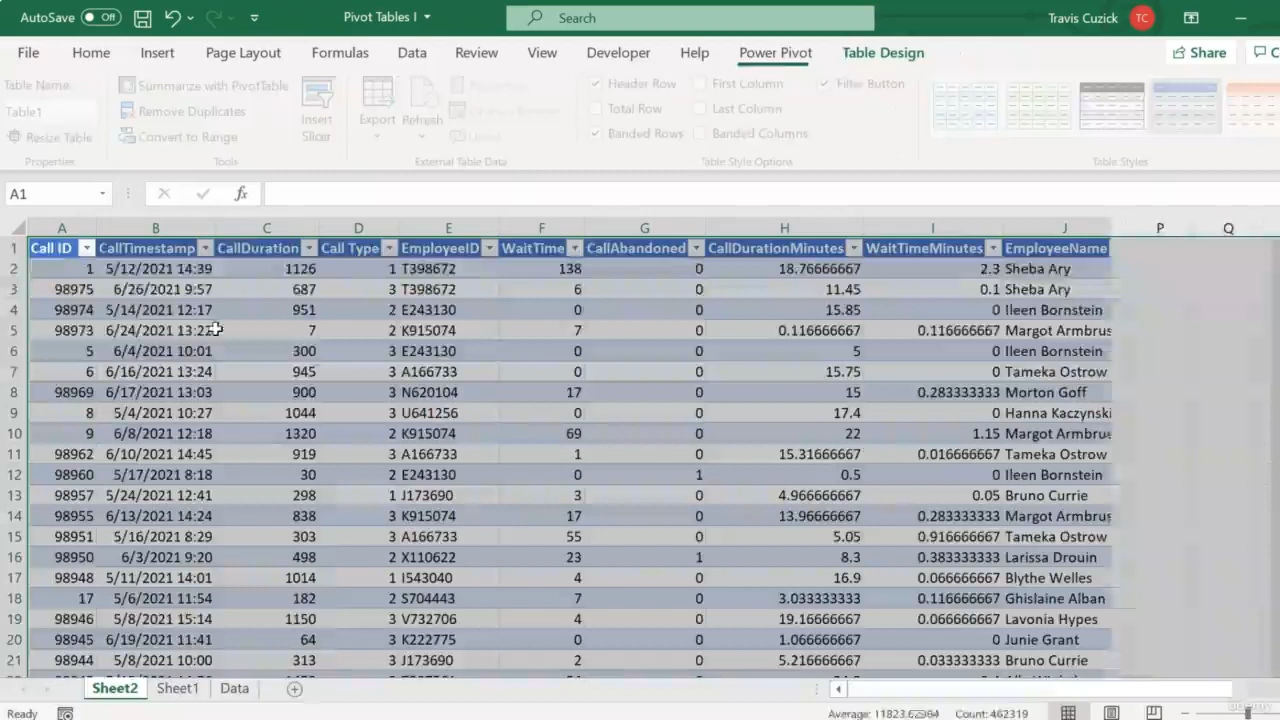 AutoSave Off Pivot Tables I Search Travis Cuzick TC
File Home Insert Page Layout Formulas Data Review View Developer Help Power Pivot Table Design Share C
Table Name: Summarize with PivotTable Header Row First Column Filter Button
Table1 Remove Duplicates Insert Slicer Export Refresh Total Row Last Column
Resize Table Convert to Range Banded Rows Banded Columns
Properties Tools External Table Data Table Style Options Table Styles
A1 fx
A B C D E F G H I J P Q
1 Call ID CallTimestamp CallDuration Call Type EmployeeID WaitTime CallAbandoned CallDurationMinutes WaitTimeMinutes EmployeeName
2 1 5/12/2021 14:39 1126 1 T398672 138 0 18.76666667 2.3 Sheba Ary
3 98975 6/26/2021 9:57 687 3 T398672 6 0 11.45 0.1 Sheba Ary
4 98974 5/14/2021 12:17 951 2 E243130 0 0 15.85 0 Ileen Bornstein
5 98973 6/24/2021 13:22 7 2 K915074 7 0 0.116666667 0.116666667 Margot Armbrus
6 5 6/4/2021 10:01 300 3 E243130 0 0 5 0 Ileen Bornstein
7 6 6/16/2021 13:24 945 3 A166733 0 0 15.75 0 Tameka Ostrow
8 98969 6/17/2021 13:03 900 3 N620104 17 0 15 0.283333333 Morton Goff
9 8 5/4/2021 10:27 1044 3 U641256 0 0 17.4 0 Hanna Kaczynski
10 9 6/8/2021 12:18 1320 2 K915074 69 0 22 1.15 Margot Armbrus
11 98962 6/10/2021 14:45 919 3 A166733 1 0 15.31666667 0.016666667 Tameka Ostrow
12 98960 5/17/2021 8:18 30 2 E243130 0 1 0.5 0 Ileen Bornstein
13 98957 5/24/2021 12:41 298 1 J173690 3 0 4.966666667 0.05 Bruno Currie
14 98955 6/13/2021 14:24 838 3 K915074 17 0 13.96666667 0.283333333 Margot Armbrus
15 98951 5/16/2021 8:29 303 3 A166733 55 0 5.05 0.916666667 Tameka Ostrow
16 98950 6/3/2021 9:20 498 2 X110622 23 1 8.3 0.383333333 Larissa Drouin
17 98948 5/11/2021 14:01 1014 1 I543040 4 0 16.9 0.066666667 Blythe Welles
18 17 5/6/2021 11:54 182 2 S704443 7 0 3.033333333 0.116666667 Ghislaine Alban
19 98946 5/8/2021 15:14 1150 3 V732706 4 0 19.16666667 0.066666667 Lavonia Hypes
20 98945 6/19/2021 11:41 64 3 K222775 0 0 1.066666667 0 Junie Grant
21 98944 5/8/2021 10:00 313 3 J173690 2 0 5.216666667 0.033333333 Bruno Currie
Sheet2 Sheet1 Data
Ready Count: 462319